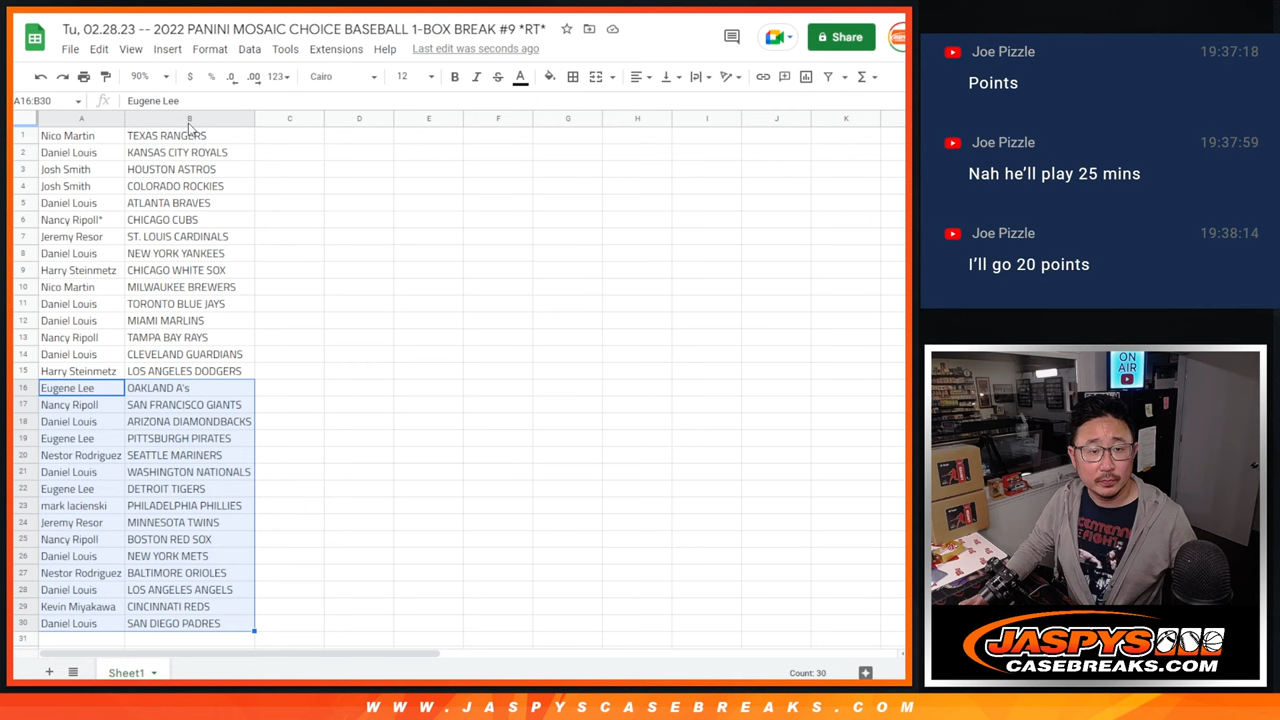 Tu, 02.28.23 -- 2022 PANINI MOSAIC CHOICE BASEBALL 1-BOX BREAK #9 *RT*
File Edit View Insert Format Data Tools Extensions Help Last edit was seconds ago
Share
90% $ % .0 .00 123 Cairo 12 B I S A
A16:B30 fx Eugene Lee
A B C D E F G H I J K
1 Nico Martin TEXAS RANGERS
2 Daniel Louis KANSAS CITY ROYALS
3 Josh Smith HOUSTON ASTROS
4 Josh Smith COLORADO ROCKIES
5 Daniel Louis ATLANTA BRAVES
6 Nancy Ripoll* CHICAGO CUBS
7 Jeremy Resor ST. LOUIS CARDINALS
8 Daniel Louis NEW YORK YANKEES
9 Harry Steinmetz CHICAGO WHITE SOX
10 Nico Martin MILWAUKEE BREWERS
11 Daniel Louis TORONTO BLUE JAYS
12 Daniel Louis MIAMI MARLINS
13 Nancy Ripoll TAMPA BAY RAYS
14 Daniel Louis CLEVELAND GUARDIANS
15 Harry Steinmetz LOS ANGELES DODGERS
16 Eugene Lee OAKLAND A's
17 Nancy Ripoll SAN FRANCISCO GIANTS
18 Daniel Louis ARIZONA DIAMONDBACKS
19 Eugene Lee PITTSBURGH PIRATES
20 Nestor Rodriguez SEATTLE MARINERS
21 Daniel Louis WASHINGTON NATIONALS
22 Eugene Lee DETROIT TIGERS
23 mark lacienski PHILADELPHIA PHILLIES
24 Jeremy Resor MINNESOTA TWINS
25 Nancy Ripoll BOSTON RED SOX
26 Daniel Louis NEW YORK METS
27 Nestor Rodriguez BALTIMORE ORIOLES
28 Daniel Louis LOS ANGELES ANGELS
29 Kevin Miyakawa CINCINNATI REDS
30 Daniel Louis SAN DIEGO PADRES
31
Sheet1 Count: 30
Joe Pizzle 19:37:18
Points
Joe Pizzle 19:37:59
Nah he'll play 25 mins
Joe Pizzle 19:38:14
I'll go 20 points
ON
AIR
JASPYS
CASEBREAKS.COM
WWW.JASPYSCASEBREAKS.COM